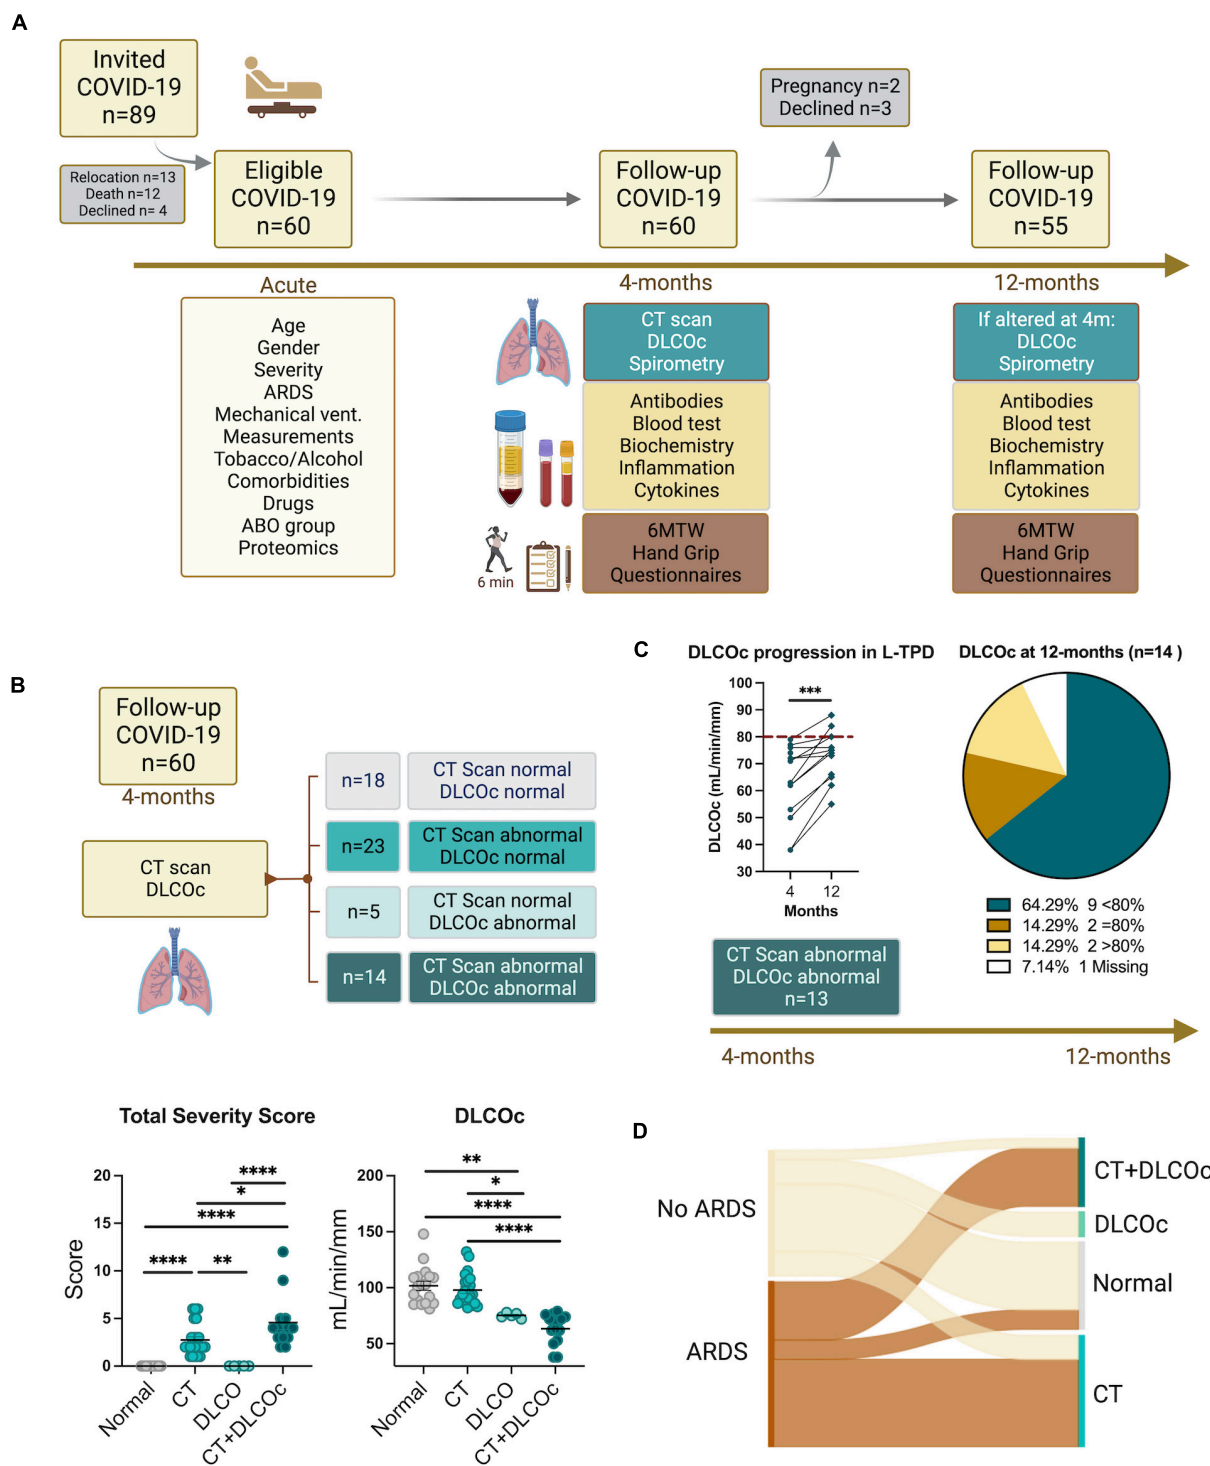 A
Invited
COVID-19
n=89
Relocation n=13
Death n=12
Declined n= 4
Eligible
COVID-19
n=60
Follow-up
COVID-19
n=60
Pregnancy n=2
Declined n=3
Follow-up
COVID-19
n=55
Acute
4-months
12-months
Age
Gender
Severity
ARDS
Mechanical vent.
Measurements
Tobacco/Alcohol
Comorbidities
Drugs
ABO group
Proteomics
CT scan
DLCOc
Spirometry
Antibodies
Blood test
Biochemistry
Inflammation
Cytokines
6 min
6MTW
Hand Grip
Questionnaires
If altered at 4m:
DLCOc
Spirometry
Antibodies
Blood test
Biochemistry
Inflammation
Cytokines
6MTW
Hand Grip
Questionnaires
B
Follow-up
COVID-19
n=60
4-months
CT scan
DLCOc
n=18
CT Scan normal
DLCOc normal
n=23
CT Scan abnormal
DLCOc normal
n=5
CT Scan normal
DLCOc abnormal
n=14
CT Scan abnormal
DLCOc abnormal
Total Severity Score
Score
20
15
10
5
0
****
*
****
****
**
Normal
CT
DLCO
CT+DLCOc
DLCOc
mL/min/mm
200
150
100
50
**
*
****
****
Normal
CT
DLCO
CT+DLCOc
C
DLCOc progression in L-TPD
DLCOc (mL/min/mm)
100
90
80
70
60
50
40
30
***
4
12
Months
DLCOc at 12-months (n=14 )
64.29% 9 <80%
14.29% 2 =80%
14.29% 2 >80%
7.14% 1 Missing
CT Scan abnormal
DLCOc abnormal
n=13
4-months
12-months
D
No ARDS
ARDS
CT+DLCOc
DLCOc
Normal
CT